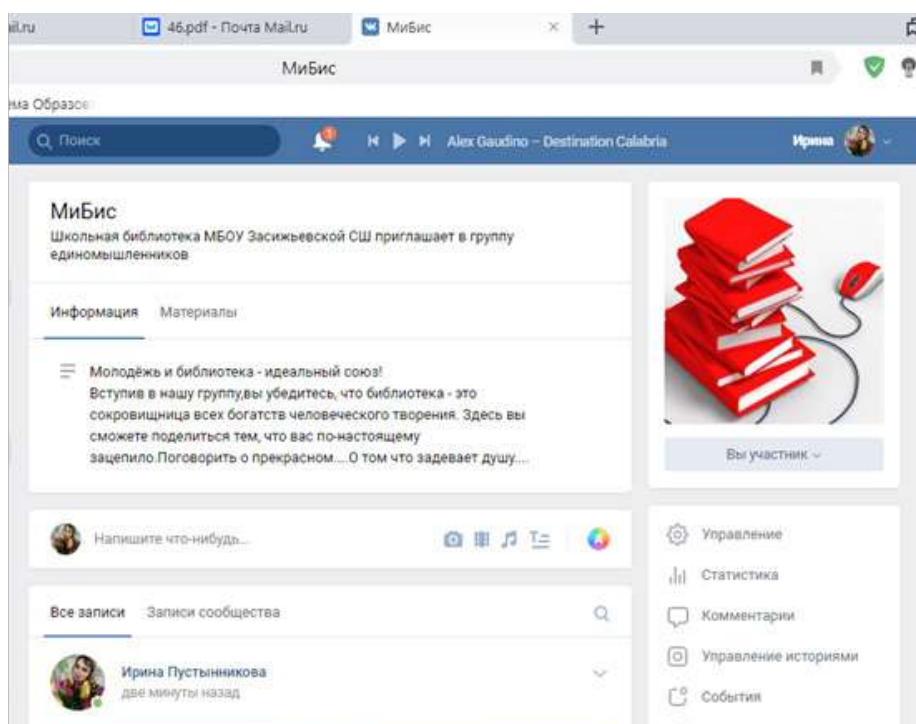 il.ru
46.pdf - Почта Mail.ru
МиБис
МиБис
ма Образов
Поиск
1
Alex Gaudino – Destination Calabria
Ирина
МиБис
Школьная библиотека МБОУ Засижьевской СШ приглашает в группу
единомышленников
Информация Материалы
Молодёжь и библиотека - идеальный союз!
Вступив в нашу группу,вы убедитесь, что библиотека - это
сокровищница всех богатств человеческого творения. Здесь вы
сможете поделиться тем, что вас по-настоящему
зацепило.Поговорить о прекрасном....О том что задевает душу....
Вы участник
Напишите что-нибудь...
Все записи Записи сообщества
Ирина Пустынникова
две минуты назад
Управление
Статистика
Комментарии
Управление историями
События